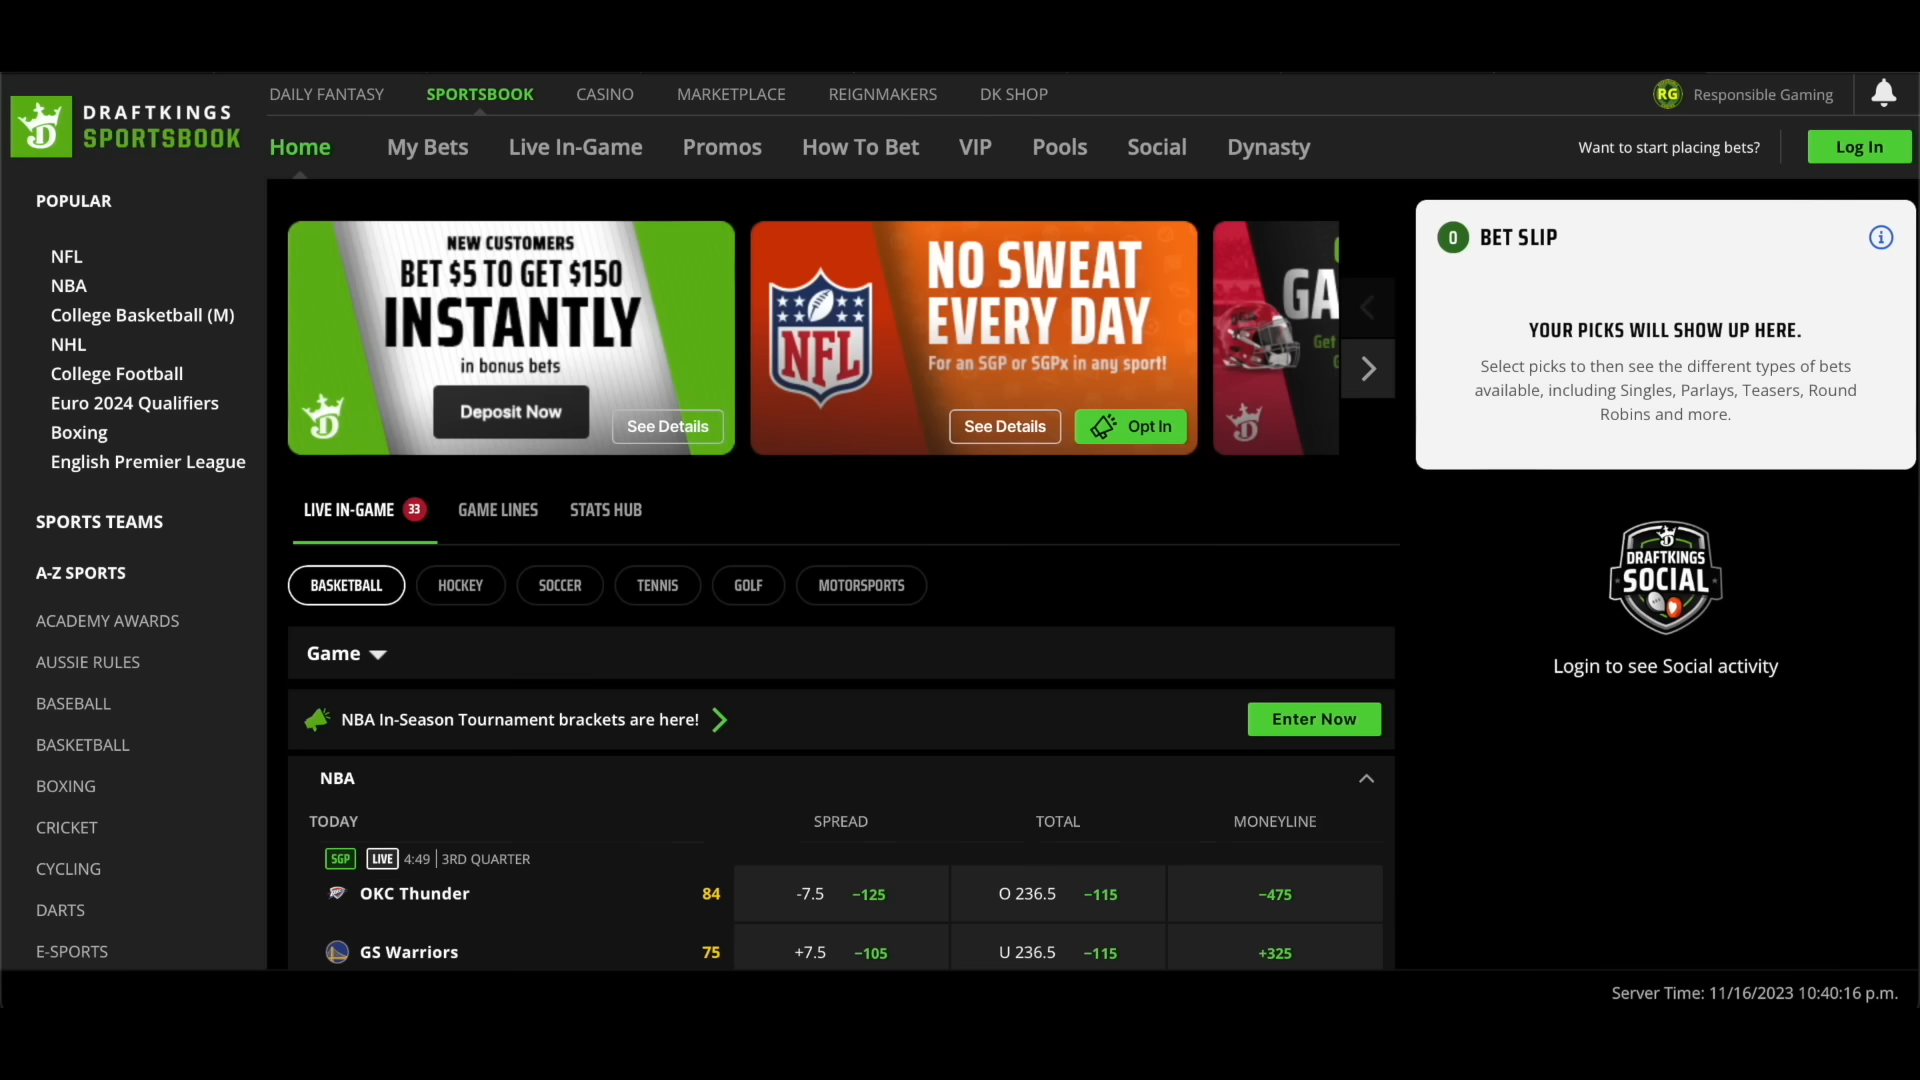 DRAFTKINGS
SPORTSBOOK
DAILY FANTASY
SPORTSBOOK
CASINO
MARKETPLACE
REIGNMAKERS
DK SHOP
RG
Responsible Gaming
Home
My Bets
Live In-Game
Promos
How To Bet
VIP
Pools
Social
Dynasty
Want to start placing bets?
Log In
POPULAR
NFL
NBA
College Basketball (M)
NHL
College Football
Euro 2024 Qualifiers
Boxing
English Premier League
SPORTS TEAMS
A-Z SPORTS
ACADEMY AWARDS
AUSSIE RULES
BASEBALL
BASKETBALL
BOXING
CRICKET
CYCLING
DARTS
E-SPORTS
NEW CUSTOMERS
BET $5 TO GET $150
INSTANTLY
in bonus bets
Deposit Now
See Details
NFL
NO SWEAT
EVERY DAY
For an SGP or SGPx in any sport!
See Details
Opt In
GA
Get
LIVE IN-GAME 33
GAME LINES
STATS HUB
BASKETBALL
HOCKEY
SOCCER
TENNIS
GOLF
MOTORSPORTS
Game
NBA In-Season Tournament brackets are here!
Enter Now
NBA
TODAY
SPREAD
TOTAL
MONEYLINE
SGP LIVE 4:49 | 3RD QUARTER
OKC Thunder 84 -7.5 −125 O 236.5 −115 −475
GS Warriors 75 +7.5 −105 U 236.5 −115 +325
0 BET SLIP
YOUR PICKS WILL SHOW UP HERE.
Select picks to then see the different types of bets
available, including Singles, Parlays, Teasers, Round
Robins and more.
DRAFTKINGS
SOCIAL
Login to see Social activity
Server Time: 11/16/2023 10:40:16 p.m.